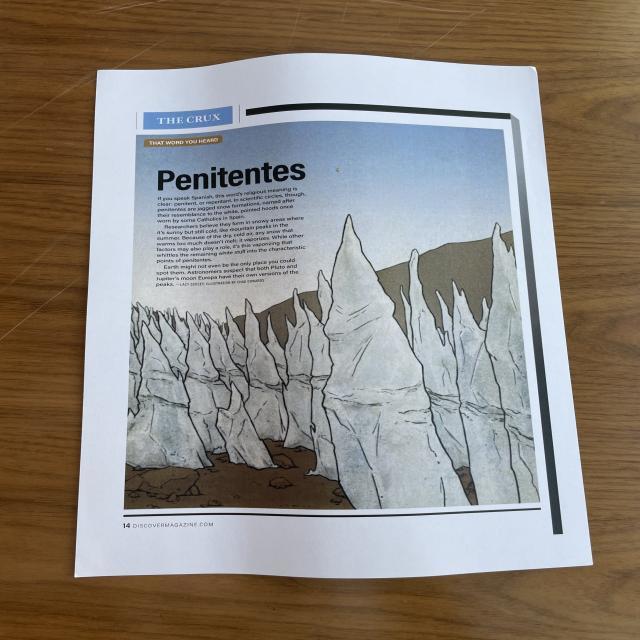 THE CRUX
THAT WORD YOU HEARD
Penitentes
If you speak Spanish, this word's religious meaning is
clear: penitent, or repentant. In scientific circles, though,
penitentes are jagged snow formations, named after
their resemblance to the white, pointed hoods once
worn by some Catholics in Spain.
Researchers believe they form in snowy areas where
it's sunny but still cold, like mountain peaks in the
summer. Because of the dry, cold air, any snow that
warms too much doesn't melt; it vaporizes. While other
factors may also play a role, it's this vaporizing that
whittles the remaining white stuff into the characteristic
points of penitentes.
Earth might not even be the only place you could
spot them. Astronomers suspect that both Pluto and
Jupiter's moon Europa have their own versions of the
peaks. —LACY SCHLEY; ILLUSTRATION BY CHAD EDWARDS
14 DISCOVERMAGAZINE.COM